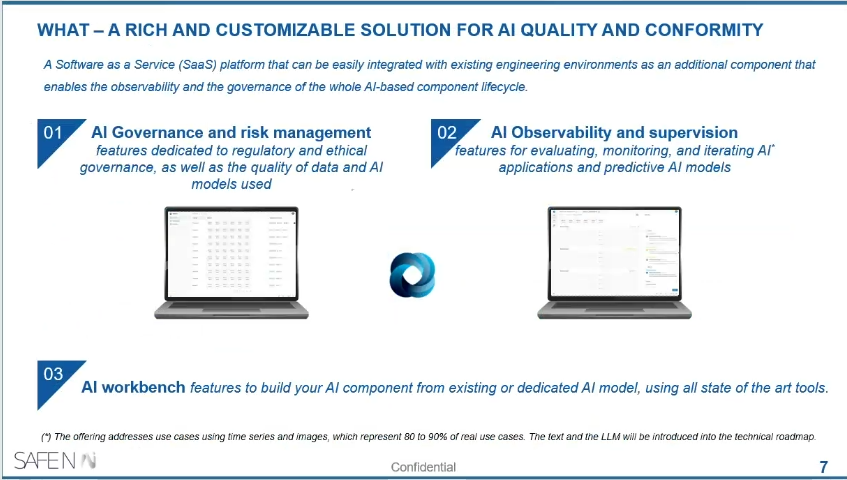 WHAT – A RICH AND CUSTOMIZABLE SOLUTION FOR AI QUALITY AND CONFORMITY
A Software as a Service (SaaS) platform that can be easily integrated with existing engineering environments as an additional component that
enables the observability and the governance of the whole AI-based component lifecycle.
01
AI Governance and risk management
features dedicated to regulatory and ethical
governance, as well as the quality of data and AI
models used
02
AI Observability and supervision
features for evaluating, monitoring, and iterating AI*
applications and predictive AI models
03
AI workbench features to build your AI component from existing or dedicated AI model, using all state of the art tools.
(*) The offering addresses use cases using time series and images, which represent 80 to 90% of real use cases. The text and the LLM will be introduced into the technical roadmap.
SAFEN Ai
Confidential
7